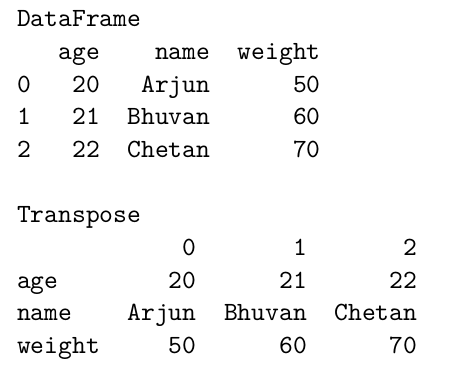 DataFrame
   age    name  weight
0   20   Arjun      50
1   21  Bhuvan      60
2   22  Chetan      70

Transpose
            0       1       2
age        20      21      22
name    Arjun  Bhuvan  Chetan
weight     50      60      70